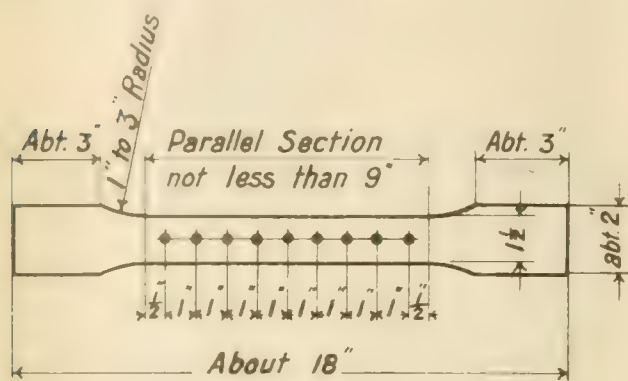 1" to 3" Radius
Abt. 3"
Parallel Section
not less than 9"
Abt. 3"
1½
abt. 2"
½" 1" 1" 1" 1" 1" 1" 1" 1" ½"
About 18"